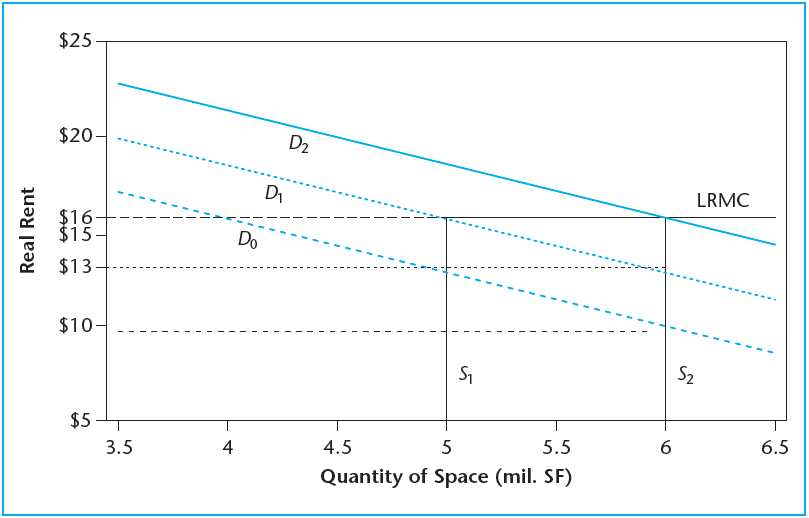 $25
$20
D2
D1
LRMC
$16
$15
D0
$13
$10
S1
S2
$5
3.5 4 4.5 5 5.5 6 6.5
Quantity of Space (mil. SF)
Real Rent